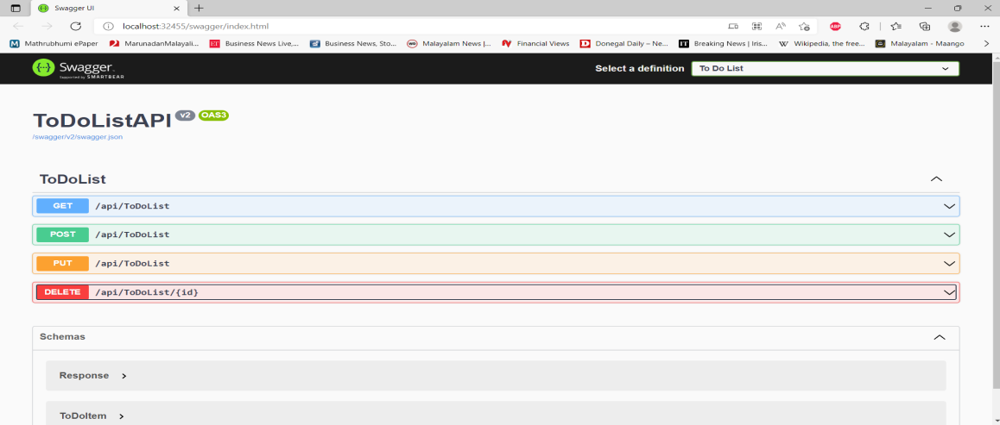 Swagger UI
localhost:32455/swagger/index.html
Mathrubhumi ePaper MarunadanMalayali... Business News Live,... Business News, Sto... Malayalam News |... Financial Views Donegal Daily – Ne... Breaking News | Iris... Wikipedia, the free... Malayalam - Maango
Swagger. Select a definition To Do List
Supported by SMARTBEAR
ToDoListAPI v2 OAS3
/swagger/v2/swagger.json
ToDoList
GET /api/ToDoList
POST /api/ToDoList
PUT /api/ToDoList
DELETE /api/ToDoList/{id}
Schemas
Response
ToDoItem